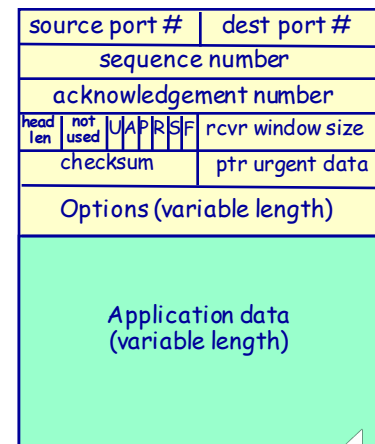 source port # dest port #
sequence number
acknowledgement number
head len not used U A P R S F rcvr window size
checksum ptr urgent data
Options (variable length)
Application data
(variable length)